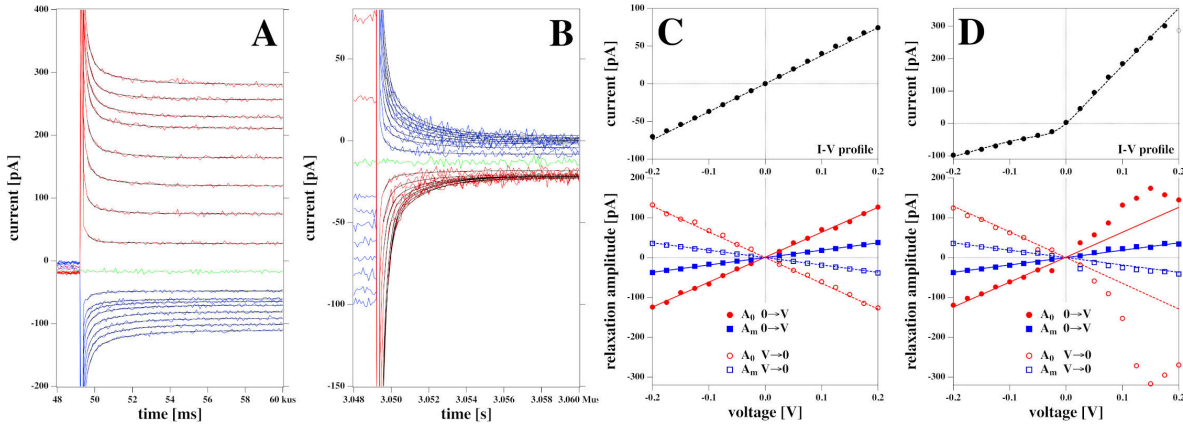 A
400
300
200
100
0
-100
-200
current [pA]
48
50
52
54
56
58
60 kus
time [ms]
B
50
0
-50
-100
-150
current [pA]
3.048
3.050
3.052
3.054
3.056
3.058
3.060 Mus
time [s]
C
100
50
0
-50
100
current [pA]
I-V profile
200
100
0
-100
-200
-300
relaxation amplitude [pA]
A0 0→V
Am 0→V
A0 V→0
Am V→0
-0.2
-0.1
0.0
0.1
0.2
voltage [V]
D
300
200
100
0
-100
current [pA]
I-V profile
200
100
0
-100
-200
-300
relaxation amplitude [pA]
A0 0→V
Am 0→V
A0 V→0
Am V→0
-0.2
-0.1
0.0
0.1
0.2
voltage [V]